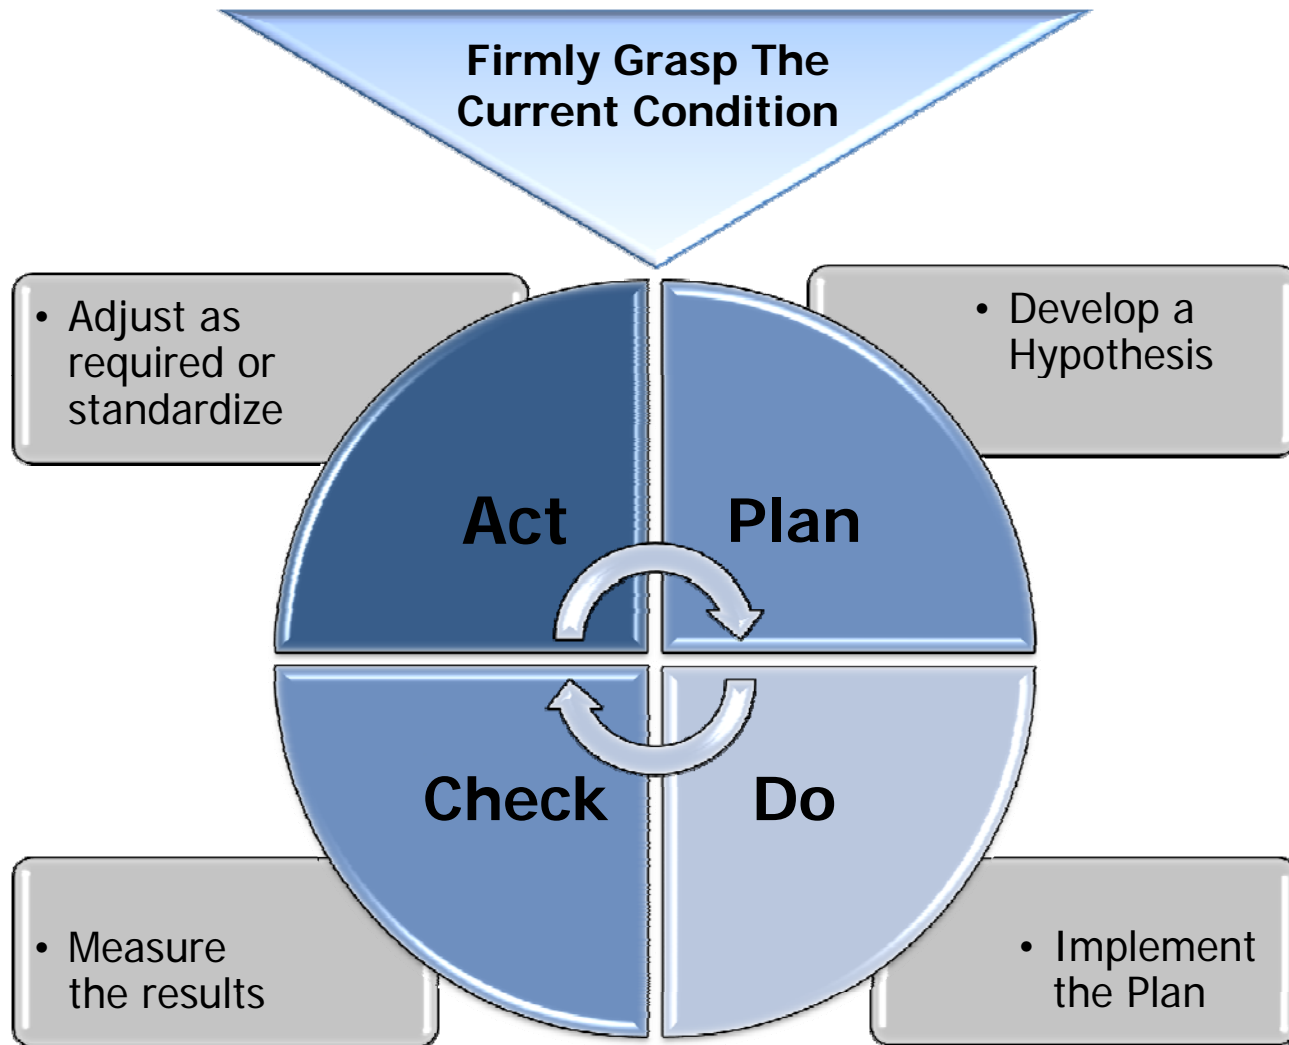 Firmly Grasp The
Current Condition
• Adjust as
required or
standardize
• Develop a
Hypothesis
Act
Plan
Check
Do
• Measure
the results
• Implement
the Plan